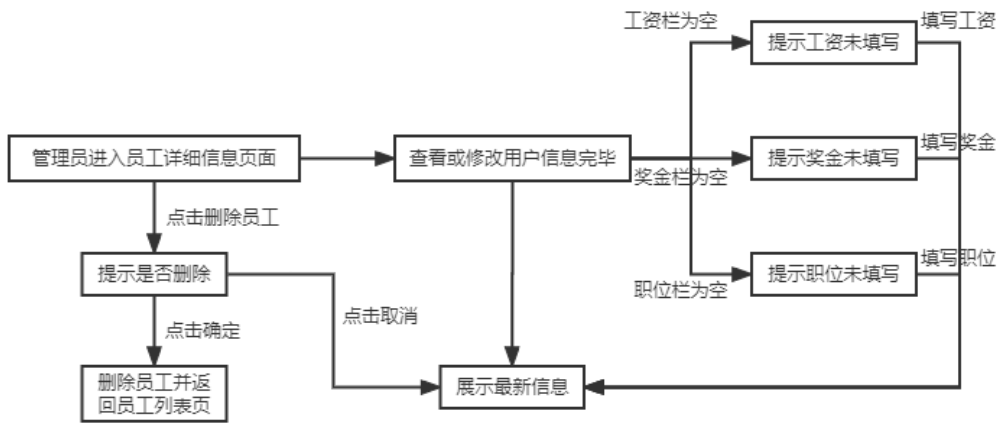 工资栏为空
填写工资
提示工资未填写
管理员进入员工详细信息页面
查看或修改用户信息完毕
提示奖金未填写
填写奖金
奖金栏为空
点击删除员工
提示是否删除
提示职位未填写
填写职位
职位栏为空
点击取消
点击确定
删除员工并返
回员工列表页
展示最新信息